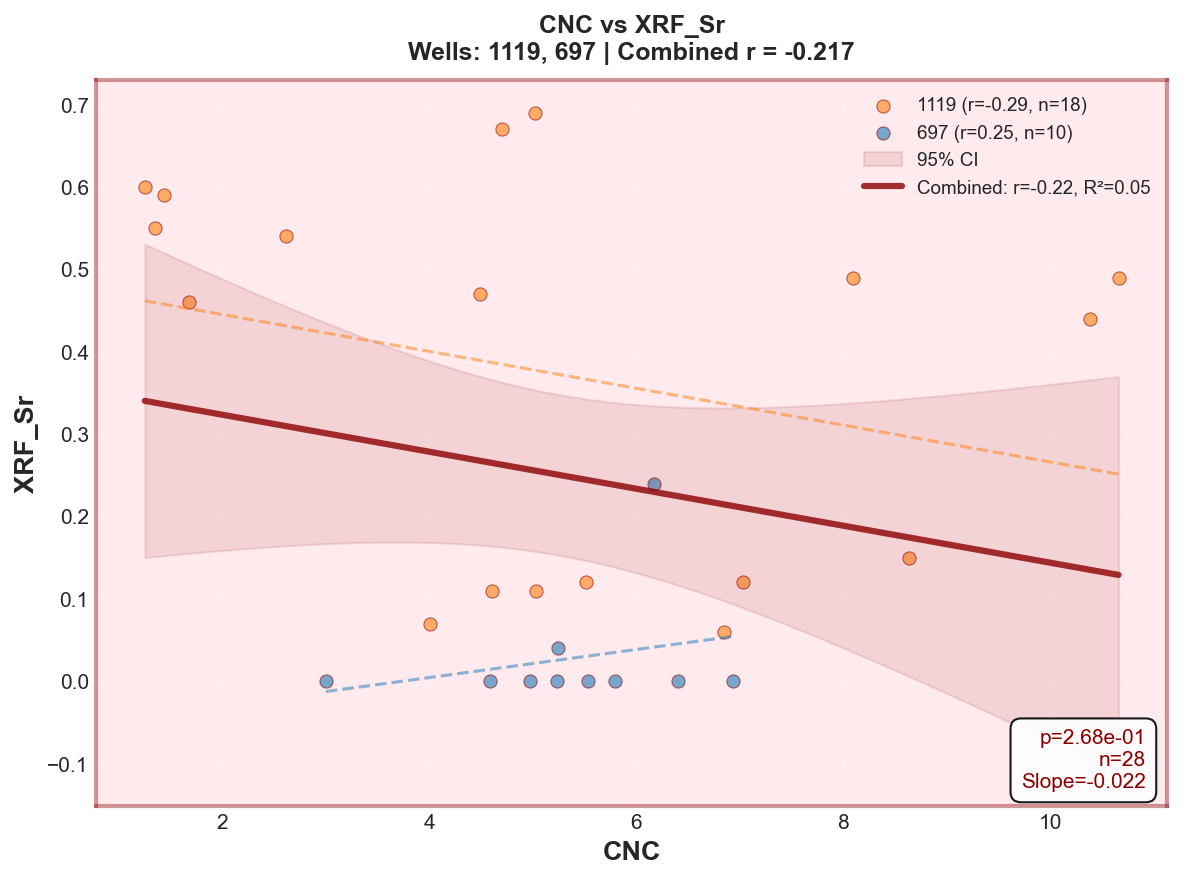 CNC vs XRF_Sr
Wells: 1119, 697 | Combined r = -0.217
1119 (r=-0.29, n=18)
697 (r=0.25, n=10)
95% CI
Combined: r=-0.22, R²=0.05
XRF_Sr
0.7
0.6
0.5
0.4
0.3
0.2
0.1
0.0
−0.1
p=2.68e-01
n=28
Slope=-0.022
2 4 6 8 10
CNC